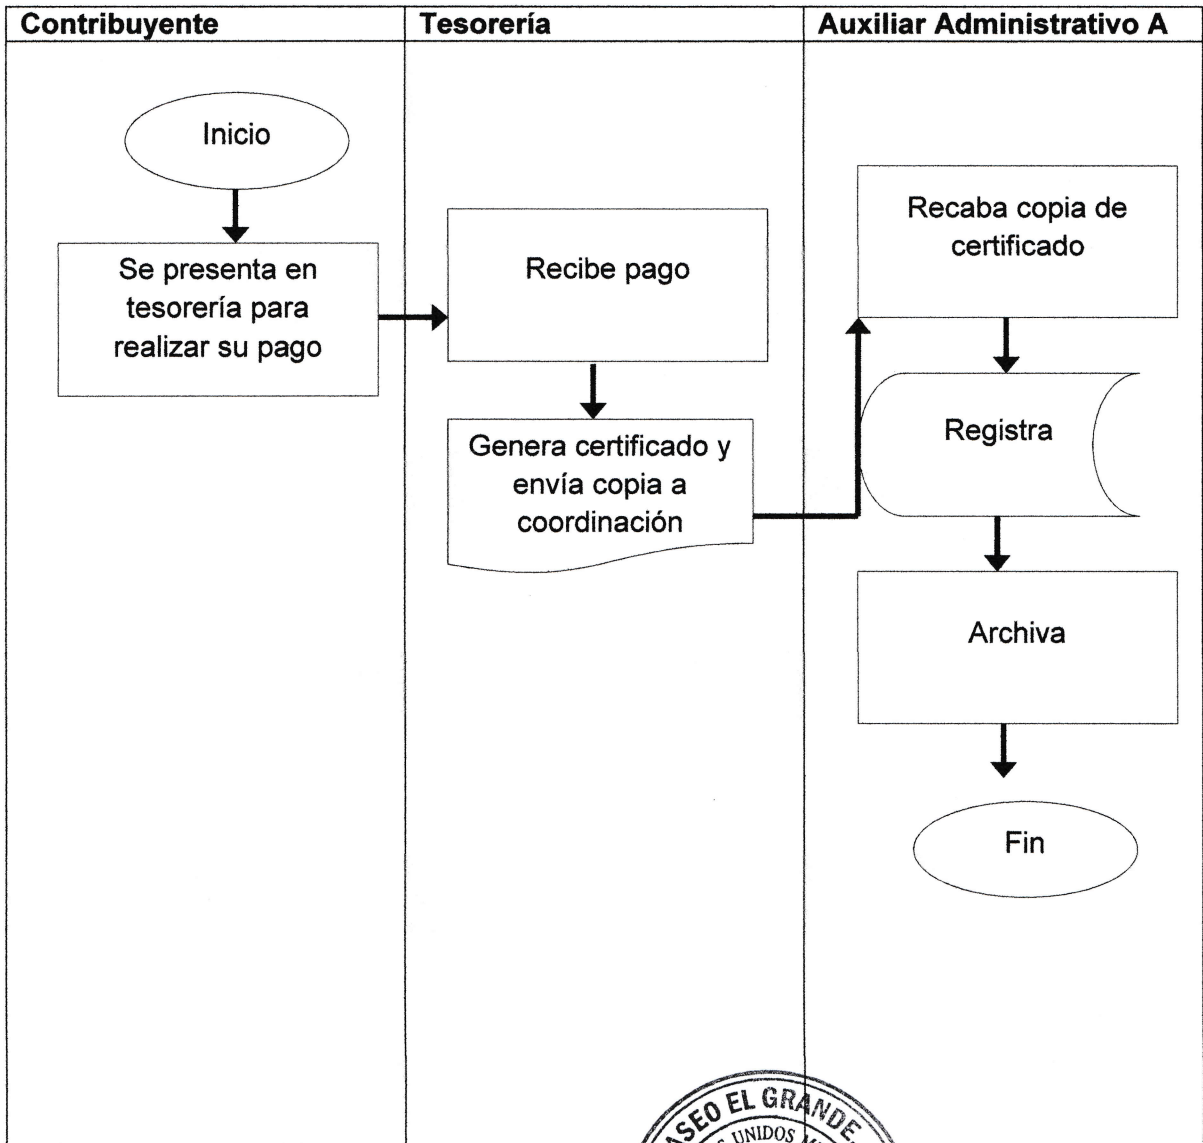 Contribuyente
Tesorería
Auxiliar Administrativo A
Inicio
Se presenta en
tesorería para
realizar su pago
Recibe pago
Genera certificado y
envía copia a
coordinación
Recaba copia de
certificado
Registra
Archiva
Fin
ASEO EL GRANDE,
UNIDOS